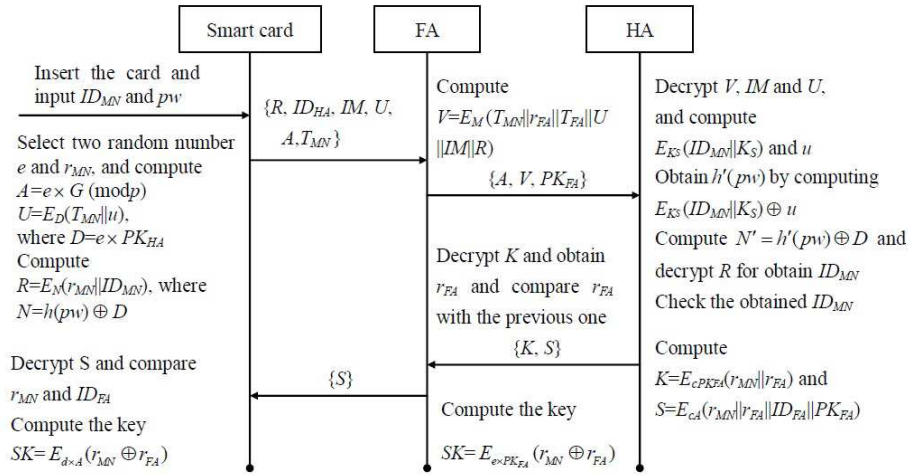 Smart card
FA
HA
Insert the card and
input ID_MN and pw
Select two random number
e and r_MN, and compute
A=e× G (modp)
U=E_D(T_MN||u),
where D=e× PK_HA
Compute
R=E_N(r_MN||ID_MN), where
N=h(pw) ⊕ D
{R, ID_HA, IM, U,
A,T_MN}
Compute
V=E_M (T_MN||r_FA||T_FA||U
||IM||R)
{A, V, PK_FA}
Decrypt V, IM and U,
and compute
E_KS(ID_MN||K_S) and u
Obtain h′(pw) by computing
E_KS(ID_MN||K_S) ⊕ u
Compute N′ = h′(pw) ⊕ D and
decrypt R for obtain ID_MN
Check the obtained ID_MN
Compute
K=E_cPKFA(r_MN||r_FA) and
S=E_cA(r_MN||r_FA||ID_FA||PK_FA)
{K, S}
Decrypt K and obtain
r_FA and compare r_FA
with the previous one
{S}
Compute the key
SK= E_e×PK_FA (r_MN ⊕ r_FA)
Decrypt S and compare
r_MN and ID_FA
Compute the key
SK= E_d×A (r_MN ⊕ r_FA)